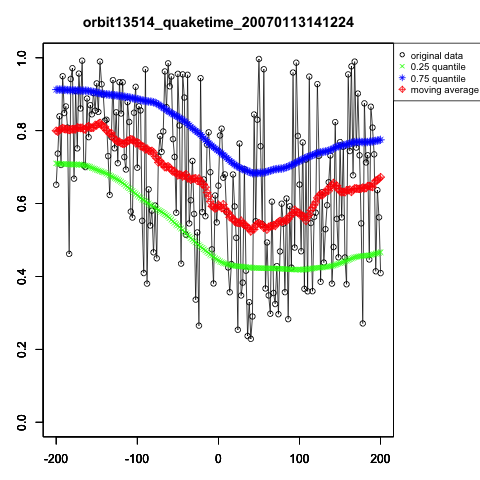 orbit13514_quaketime_20070113141224
original data
0.25 quantile
0.75 quantile
moving average
1.0
0.8
0.6
0.4
0.2
0.0
-200 -100 0 100 200